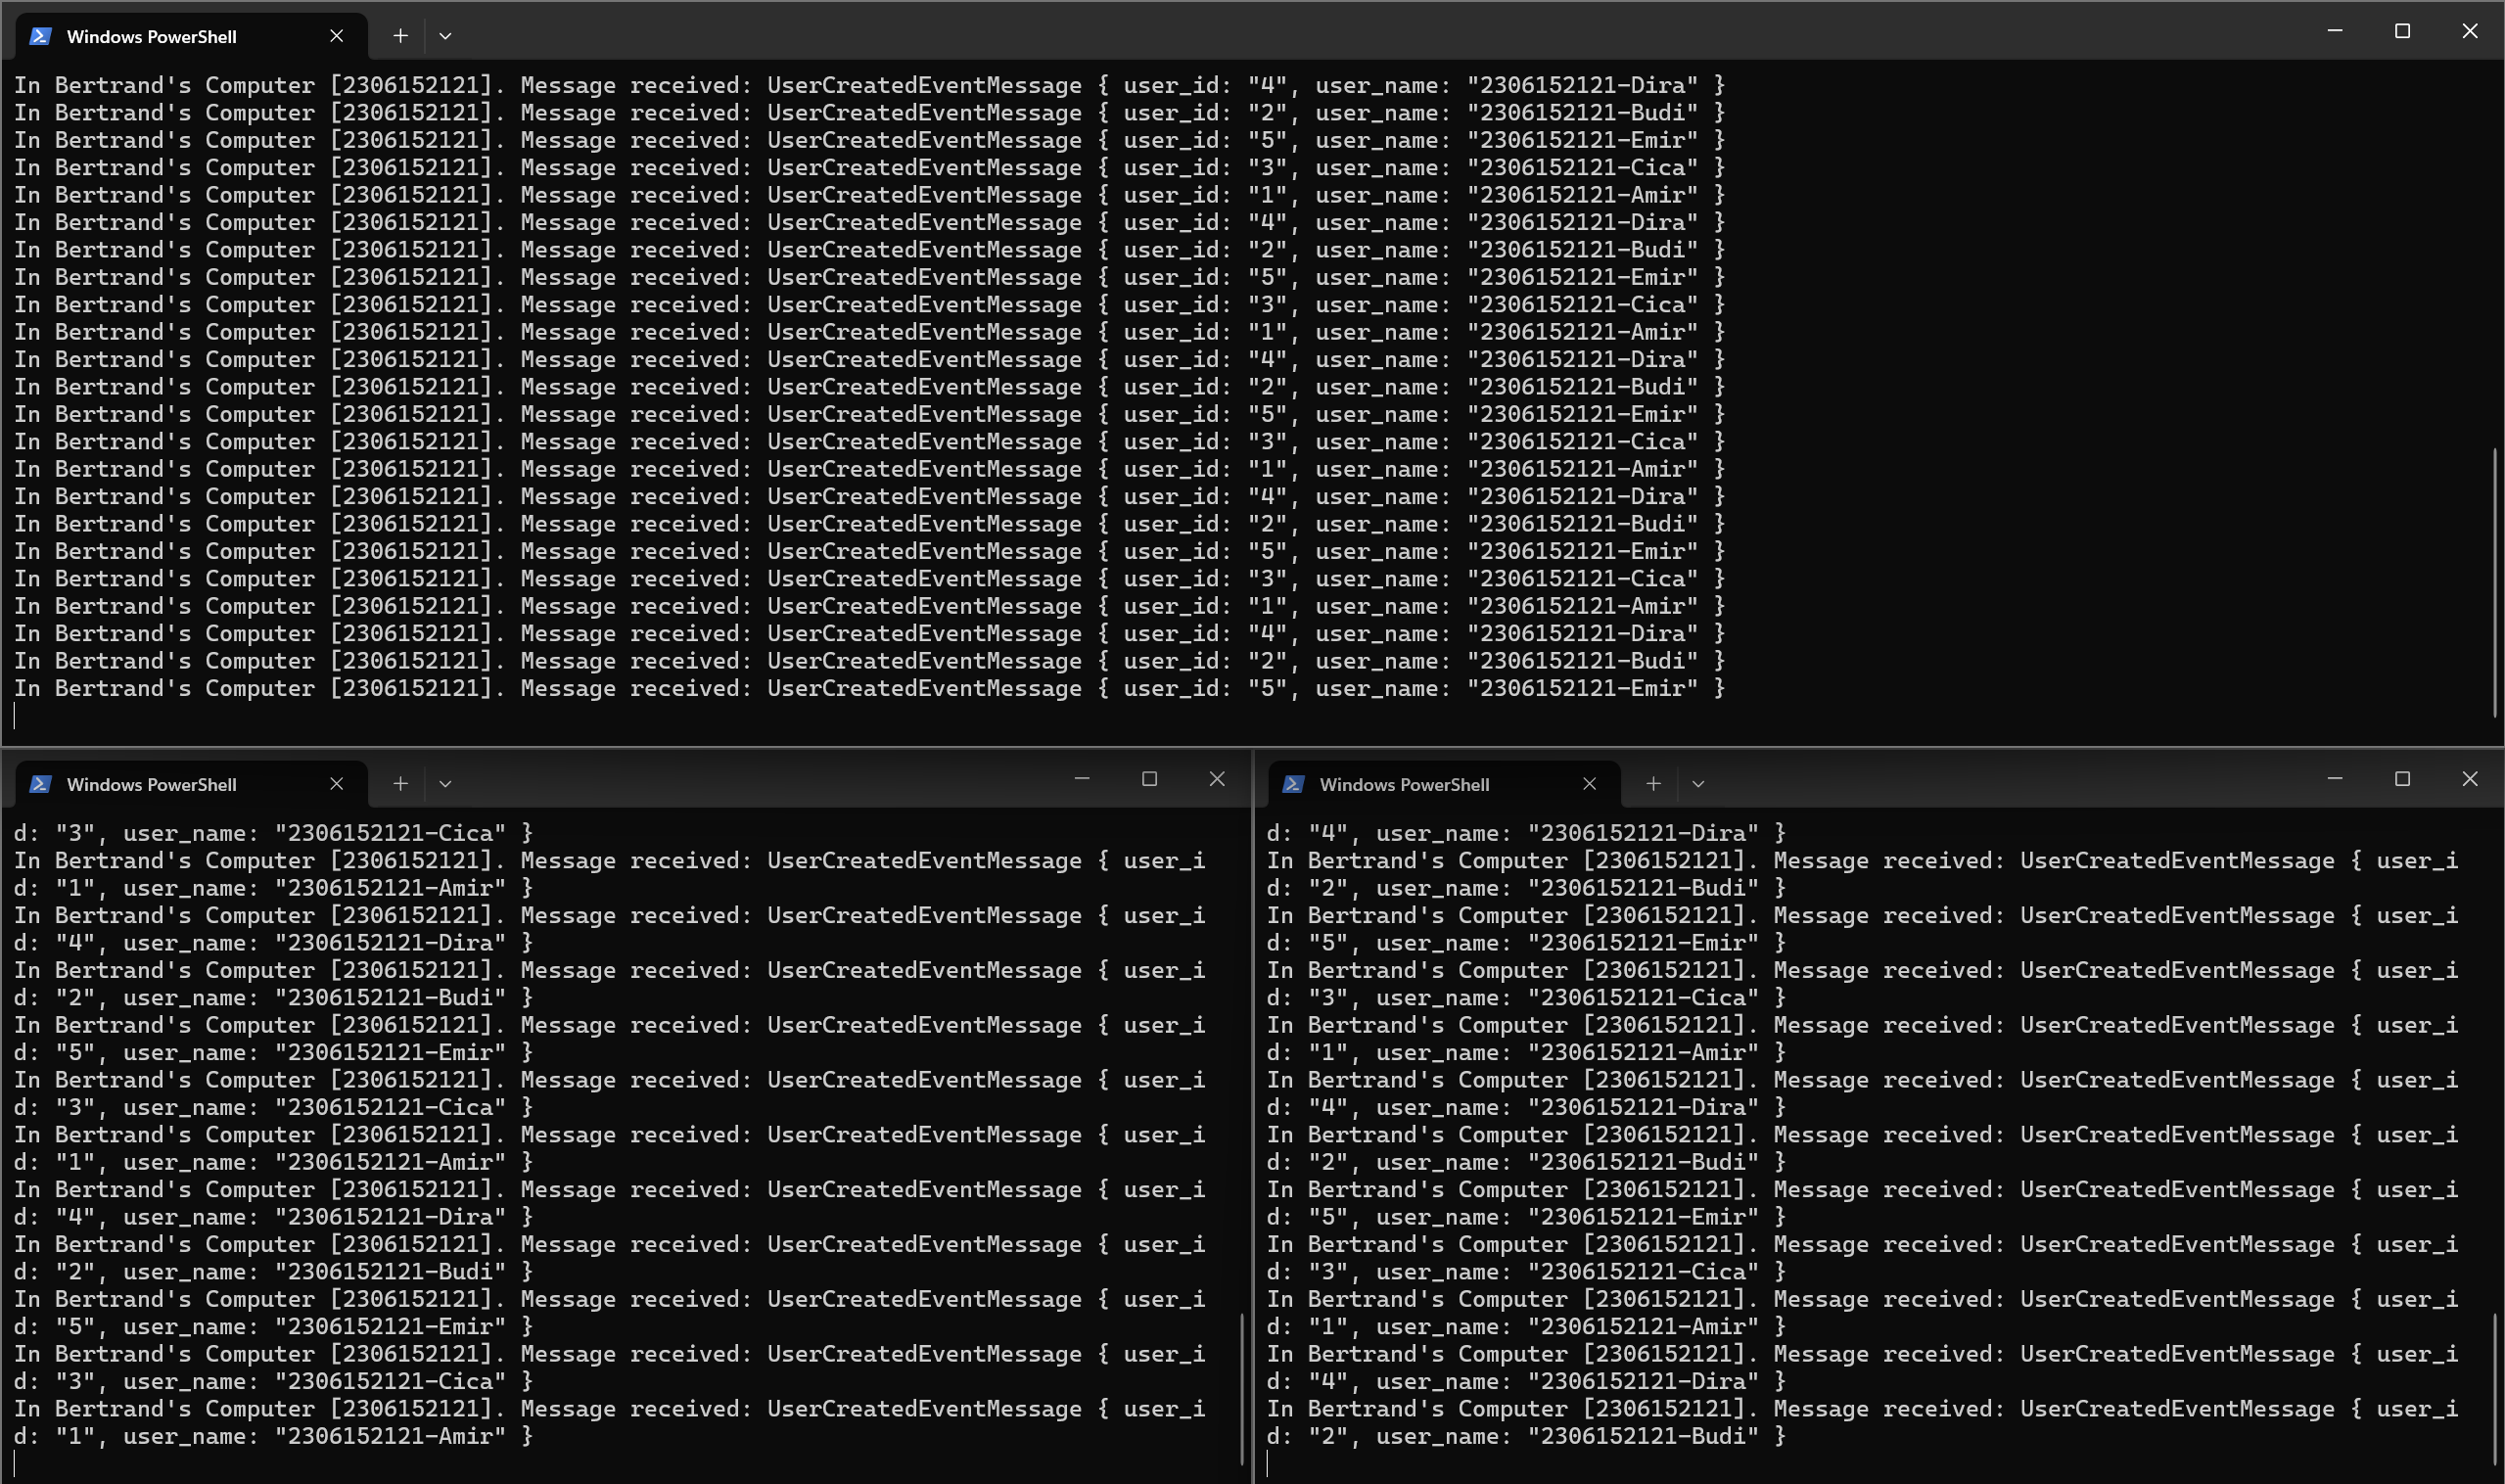 Windows PowerShell
In Bertrand's Computer [2306152121]. Message received: UserCreatedEventMessage { user_id: "4", user_name: "2306152121-Dira" }
In Bertrand's Computer [2306152121]. Message received: UserCreatedEventMessage { user_id: "2", user_name: "2306152121-Budi" }
In Bertrand's Computer [2306152121]. Message received: UserCreatedEventMessage { user_id: "5", user_name: "2306152121-Emir" }
In Bertrand's Computer [2306152121]. Message received: UserCreatedEventMessage { user_id: "3", user_name: "2306152121-Cica" }
In Bertrand's Computer [2306152121]. Message received: UserCreatedEventMessage { user_id: "1", user_name: "2306152121-Amir" }
In Bertrand's Computer [2306152121]. Message received: UserCreatedEventMessage { user_id: "4", user_name: "2306152121-Dira" }
In Bertrand's Computer [2306152121]. Message received: UserCreatedEventMessage { user_id: "2", user_name: "2306152121-Budi" }
In Bertrand's Computer [2306152121]. Message received: UserCreatedEventMessage { user_id: "5", user_name: "2306152121-Emir" }
In Bertrand's Computer [2306152121]. Message received: UserCreatedEventMessage { user_id: "3", user_name: "2306152121-Cica" }
In Bertrand's Computer [2306152121]. Message received: UserCreatedEventMessage { user_id: "1", user_name: "2306152121-Amir" }
In Bertrand's Computer [2306152121]. Message received: UserCreatedEventMessage { user_id: "4", user_name: "2306152121-Dira" }
In Bertrand's Computer [2306152121]. Message received: UserCreatedEventMessage { user_id: "2", user_name: "2306152121-Budi" }
In Bertrand's Computer [2306152121]. Message received: UserCreatedEventMessage { user_id: "5", user_name: "2306152121-Emir" }
In Bertrand's Computer [2306152121]. Message received: UserCreatedEventMessage { user_id: "3", user_name: "2306152121-Cica" }
In Bertrand's Computer [2306152121]. Message received: UserCreatedEventMessage { user_id: "1", user_name: "2306152121-Amir" }
In Bertrand's Computer [2306152121]. Message received: UserCreatedEventMessage { user_id: "4", user_name: "2306152121-Dira" }
In Bertrand's Computer [2306152121]. Message received: UserCreatedEventMessage { user_id: "2", user_name: "2306152121-Budi" }
In Bertrand's Computer [2306152121]. Message received: UserCreatedEventMessage { user_id: "5", user_name: "2306152121-Emir" }
In Bertrand's Computer [2306152121]. Message received: UserCreatedEventMessage { user_id: "3", user_name: "2306152121-Cica" }
In Bertrand's Computer [2306152121]. Message received: UserCreatedEventMessage { user_id: "1", user_name: "2306152121-Amir" }
In Bertrand's Computer [2306152121]. Message received: UserCreatedEventMessage { user_id: "4", user_name: "2306152121-Dira" }
In Bertrand's Computer [2306152121]. Message received: UserCreatedEventMessage { user_id: "2", user_name: "2306152121-Budi" }
In Bertrand's Computer [2306152121]. Message received: UserCreatedEventMessage { user_id: "5", user_name: "2306152121-Emir" }
Windows PowerShell
d: "3", user_name: "2306152121-Cica" }
In Bertrand's Computer [2306152121]. Message received: UserCreatedEventMessage { user_i
d: "1", user_name: "2306152121-Amir" }
In Bertrand's Computer [2306152121]. Message received: UserCreatedEventMessage { user_i
d: "4", user_name: "2306152121-Dira" }
In Bertrand's Computer [2306152121]. Message received: UserCreatedEventMessage { user_i
d: "2", user_name: "2306152121-Budi" }
In Bertrand's Computer [2306152121]. Message received: UserCreatedEventMessage { user_i
d: "5", user_name: "2306152121-Emir" }
In Bertrand's Computer [2306152121]. Message received: UserCreatedEventMessage { user_i
d: "3", user_name: "2306152121-Cica" }
In Bertrand's Computer [2306152121]. Message received: UserCreatedEventMessage { user_i
d: "1", user_name: "2306152121-Amir" }
In Bertrand's Computer [2306152121]. Message received: UserCreatedEventMessage { user_i
d: "4", user_name: "2306152121-Dira" }
In Bertrand's Computer [2306152121]. Message received: UserCreatedEventMessage { user_i
d: "2", user_name: "2306152121-Budi" }
In Bertrand's Computer [2306152121]. Message received: UserCreatedEventMessage { user_i
d: "5", user_name: "2306152121-Emir" }
In Bertrand's Computer [2306152121]. Message received: UserCreatedEventMessage { user_i
d: "3", user_name: "2306152121-Cica" }
In Bertrand's Computer [2306152121]. Message received: UserCreatedEventMessage { user_i
d: "1", user_name: "2306152121-Amir" }
Windows PowerShell
d: "4", user_name: "2306152121-Dira" }
In Bertrand's Computer [2306152121]. Message received: UserCreatedEventMessage { user_i
d: "2", user_name: "2306152121-Budi" }
In Bertrand's Computer [2306152121]. Message received: UserCreatedEventMessage { user_i
d: "5", user_name: "2306152121-Emir" }
In Bertrand's Computer [2306152121]. Message received: UserCreatedEventMessage { user_i
d: "3", user_name: "2306152121-Cica" }
In Bertrand's Computer [2306152121]. Message received: UserCreatedEventMessage { user_i
d: "1", user_name: "2306152121-Amir" }
In Bertrand's Computer [2306152121]. Message received: UserCreatedEventMessage { user_i
d: "4", user_name: "2306152121-Dira" }
In Bertrand's Computer [2306152121]. Message received: UserCreatedEventMessage { user_i
d: "2", user_name: "2306152121-Budi" }
In Bertrand's Computer [2306152121]. Message received: UserCreatedEventMessage { user_i
d: "5", user_name: "2306152121-Emir" }
In Bertrand's Computer [2306152121]. Message received: UserCreatedEventMessage { user_i
d: "3", user_name: "2306152121-Cica" }
In Bertrand's Computer [2306152121]. Message received: UserCreatedEventMessage { user_i
d: "1", user_name: "2306152121-Amir" }
In Bertrand's Computer [2306152121]. Message received: UserCreatedEventMessage { user_i
d: "4", user_name: "2306152121-Dira" }
In Bertrand's Computer [2306152121]. Message received: UserCreatedEventMessage { user_i
d: "2", user_name: "2306152121-Budi" }